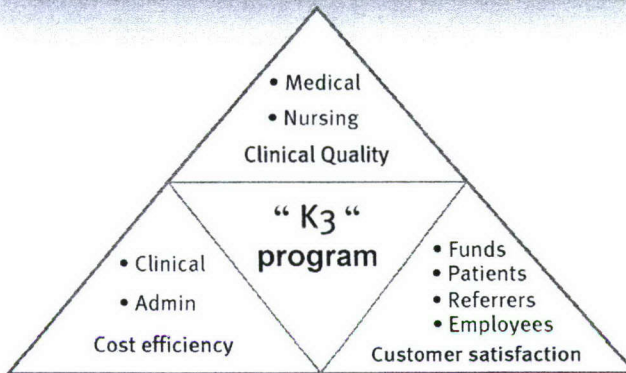 • Medical
• Nursing
Clinical Quality
“ K3 “
program
• Clinical
• Admin
Cost efficiency
• Funds
• Patients
• Referrers
• Employees
Customer satisfaction